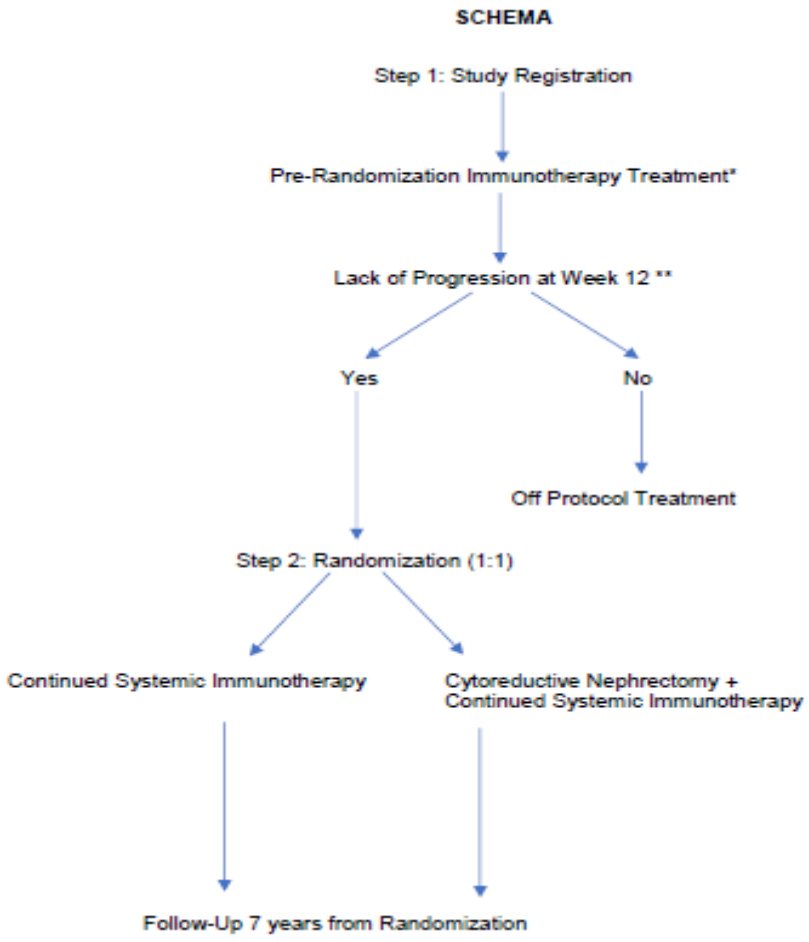 SCHEMA
Step 1: Study Registration
Pre-Randomization Immunotherapy Treatment*
Lack of Progression at Week 12 **
Yes
No
Off Protocol Treatment
Step 2: Randomization (1:1)
Continued Systemic Immunotherapy
Cytoreductive Nephrectomy +
Continued Systemic Immunotherapy
Follow-Up 7 years from Randomization